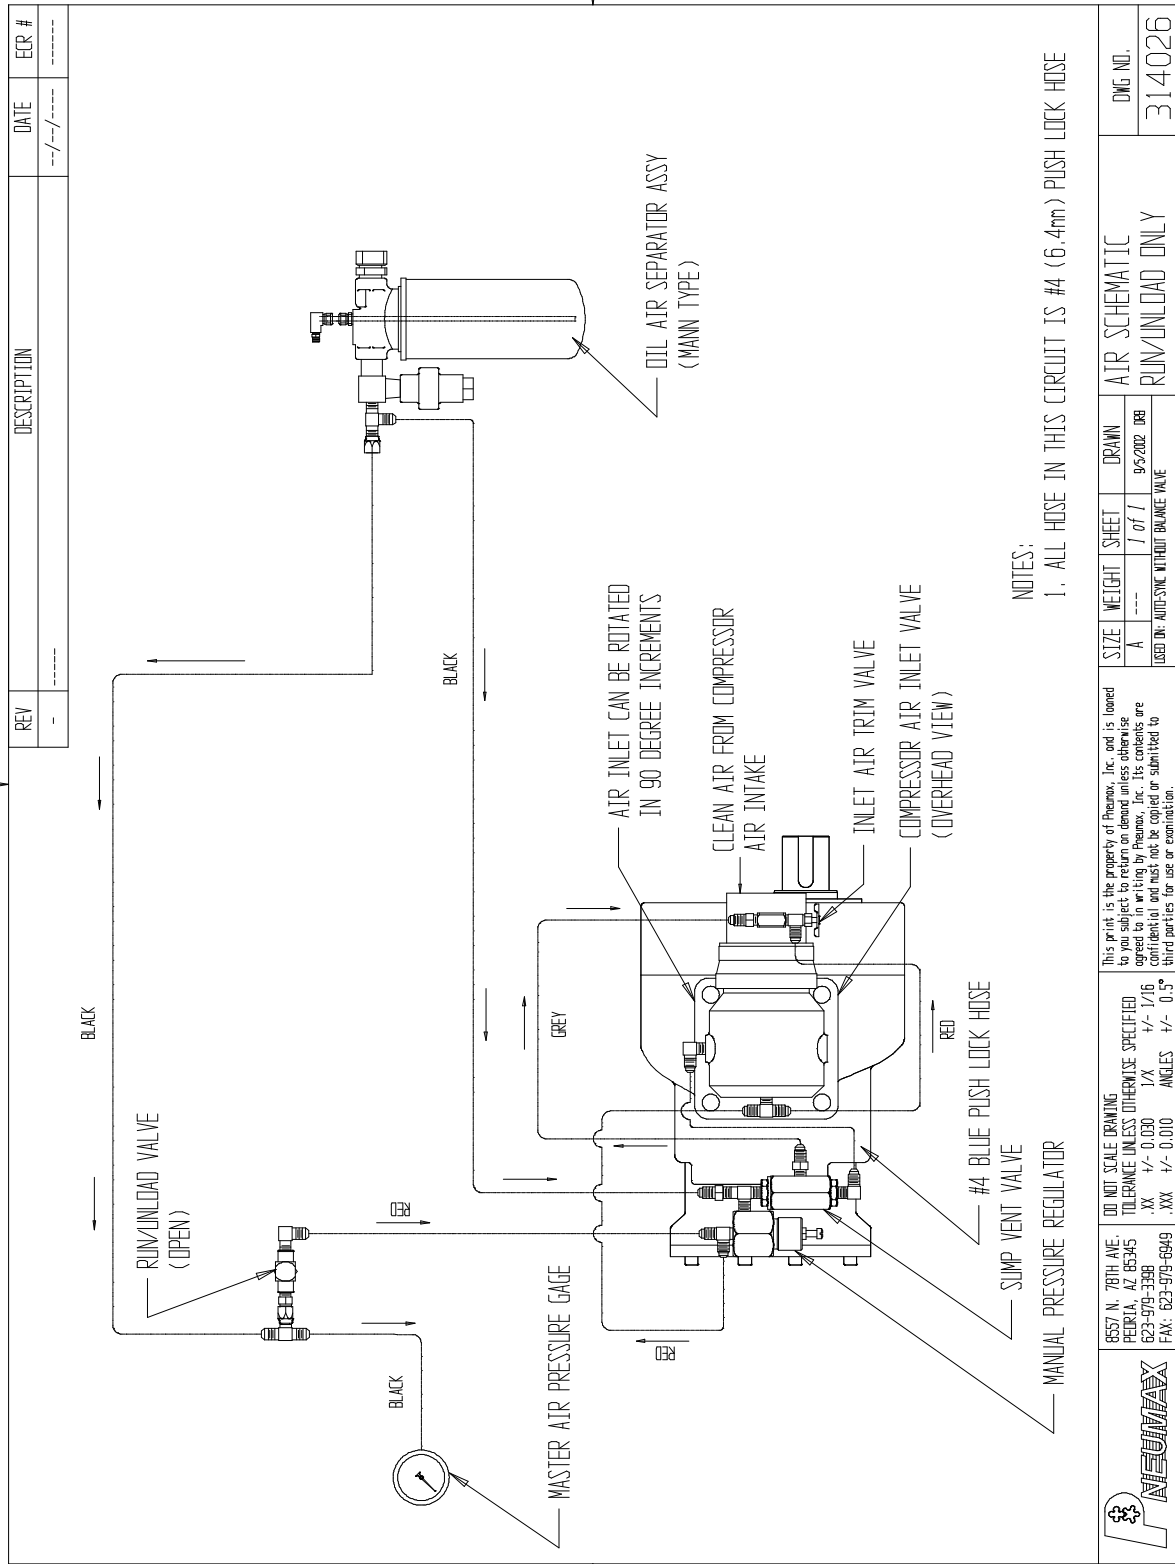 REV
DESCRIPTION
DATE
ECR #
-
-----
--/--/----
------
BLACK
RUN/UNLOAD VALVE
(OPEN)
RED
BLACK
MASTER AIR PRESSURE GAGE
RED
BLACK
GREY
RED
OIL AIR SEPARATOR ASSY
(MANN TYPE)
AIR INLET CAN BE ROTATED
IN 90 DEGREE INCREMENTS
CLEAN AIR FROM COMPRESSOR
AIR INTAKE
INLET AIR TRIM VALVE
COMPRESSOR AIR INLET VALVE
(OVERHEAD VIEW)
#4 BLUE PUSH LOCK HOSE
SUMP VENT VALVE
MANUAL PRESSURE REGULATOR
NOTES:
1. ALL HOSE IN THIS CIRCUIT IS #4 (6.4mm) PUSH LOCK HOSE
PNEUMAX
8557 N. 78TH AVE.
PEORIA, AZ 85345
623-979-3398
FAX: 623-979-6949
DO NOT SCALE DRAWING
TOLERANCE UNLESS OTHERWISE SPECIFIED
.XX +/- 0.030 1/X +/- 1/16
.XXX +/- 0.010 ANGLES +/- 0.5°
This print is the property of Pneumax, Inc. and is loaned
to you subject to return on demand unless otherwise
agreed to in writing by Pneumax, Inc. Its contents are
confidential and must not be copied or submitted to
third parties for use or examination.
SIZE
WEIGHT
SHEET
DRAWN
A
---
1 of 1
9/5/2002 DRB
USED ON: AUTO-SYNC WITHOUT BALANCE VALVE
AIR SCHEMATIC
RUN/UNLOAD ONLY
DWG NO.
314026